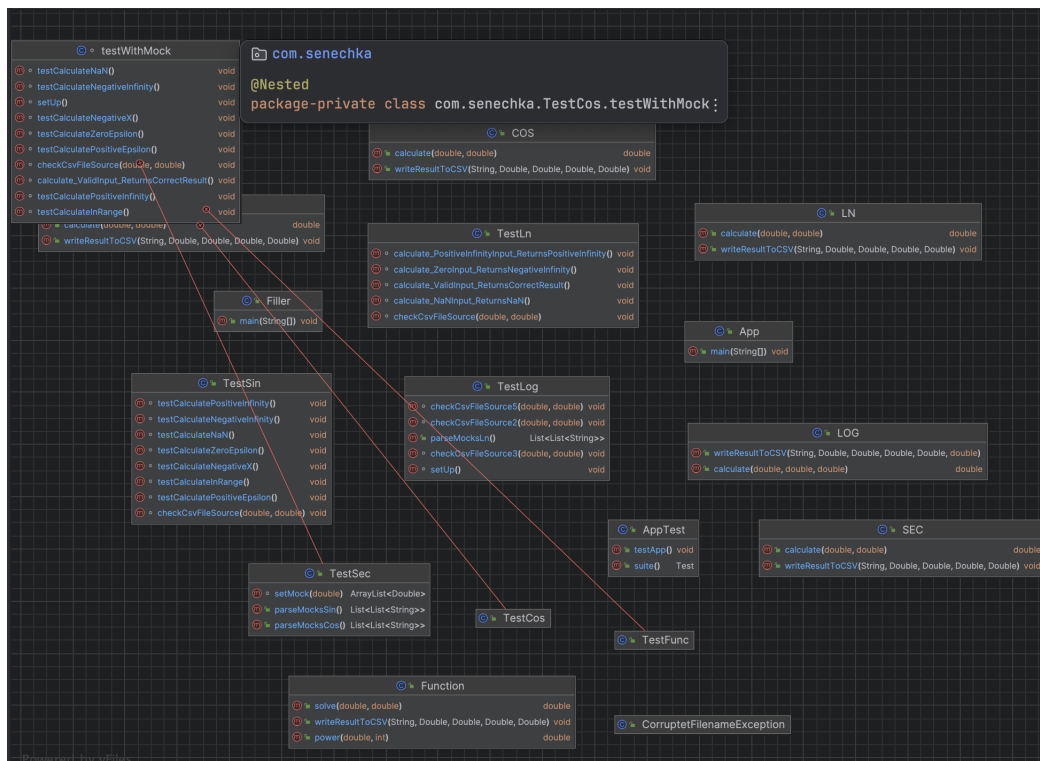 testWithMock
testCalculateNaN() void
testCalculateNegativeInfinity() void
setUp() void
testCalculateNegativeX() void
testCalculateZeroEpsilon() void
testCalculatePositiveEpsilon() void
checkCsvFileSource(double, double) void
calculate_ValidInput_ReturnsCorrectResult() void
testCalculatePositiveInfinity() void
testCalculateInRange() void
com.senechka
@Nested
package-private class com.senechka.TestCos.testWithMock
COS
calculate(double, double) double
writeResultToCSV(String, Double, Double, Double, Double) void
calculate(double, double) double
writeResultToCSV(String, Double, Double, Double, Double) void
TestLn
calculate_PositiveInfinityInput_ReturnsPositiveInfinity() void
calculate_ZeroInput_ReturnsNegativeInfinity() void
calculate_ValidInput_ReturnsCorrectResult() void
calculate_NaNInput_ReturnsNaN() void
checkCsvFileSource(double, double) void
LN
calculate(double, double) double
writeResultToCSV(String, Double, Double, Double, Double) void
Filler
main(String[]) void
App
main(String[]) void
TestSin
testCalculatePositiveInfinity() void
testCalculateNegativeInfinity() void
testCalculateNaN() void
testCalculateZeroEpsilon() void
testCalculateNegativeX() void
testCalculateInRange() void
testCalculatePositiveEpsilon() void
checkCsvFileSource(double, double) void
TestLog
checkCsvFileSource5(double, double) void
checkCsvFileSource2(double, double) void
parseMocksLn() List<List<String>>
checkCsvFileSource3(double, double) void
setUp() void
LOG
writeResultToCSV(String, Double, Double, Double, Double, double)
calculate(double, double, double) double
AppTest
testApp() void
suite() Test
SEC
calculate(double, double) double
writeResultToCSV(String, Double, Double, Double, Double) void
TestSec
setMock(double) ArrayList<Double>
parseMocksSin() List<List<String>>
parseMocksCos() List<List<String>>
TestCos
TestFunc
Function
solve(double, double) double
writeResultToCSV(String, Double, Double, Double, Double) void
power(double, int) double
CorruptetFilenameException
Powered by yFiles